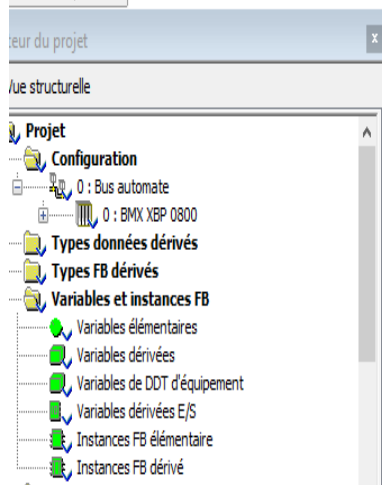 teur du projet
x
Vue structurelle
Projet
Configuration
0 : Bus automate
0 : BMX XBP 0800
Types données dérivés
Types FB dérivés
Variables et instances FB
Variables élémentaires
Variables dérivées
Variables de DDT d'équipement
Variables dérivées E/S
Instances FB élémentaire
Instances FB dérivé